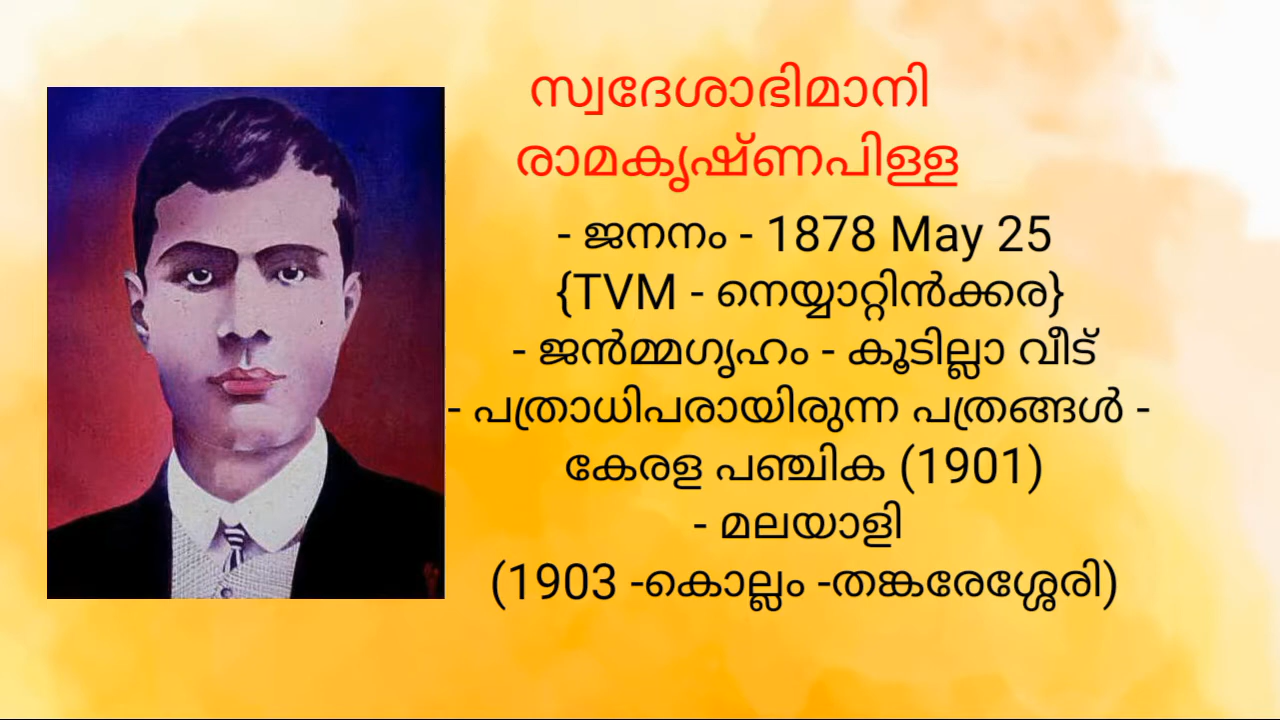 സ്വദേശാഭിമാനി
രാമകൃഷ്ണപിള്ള
- ജനനം - 1878 May 25
{TVM - നെയ്യാറ്റിൻക്കര}
- ജൻമ്മഗൃഹം - കൂടില്ലാ വീട്
- പത്രാധിപരായിരുന്ന പത്രങ്ങൾ -
കേരള പഞ്ചിക (1901)
- മലയാളി
(1903 -കൊല്ലം -തങ്കരേശ്ശേരി)